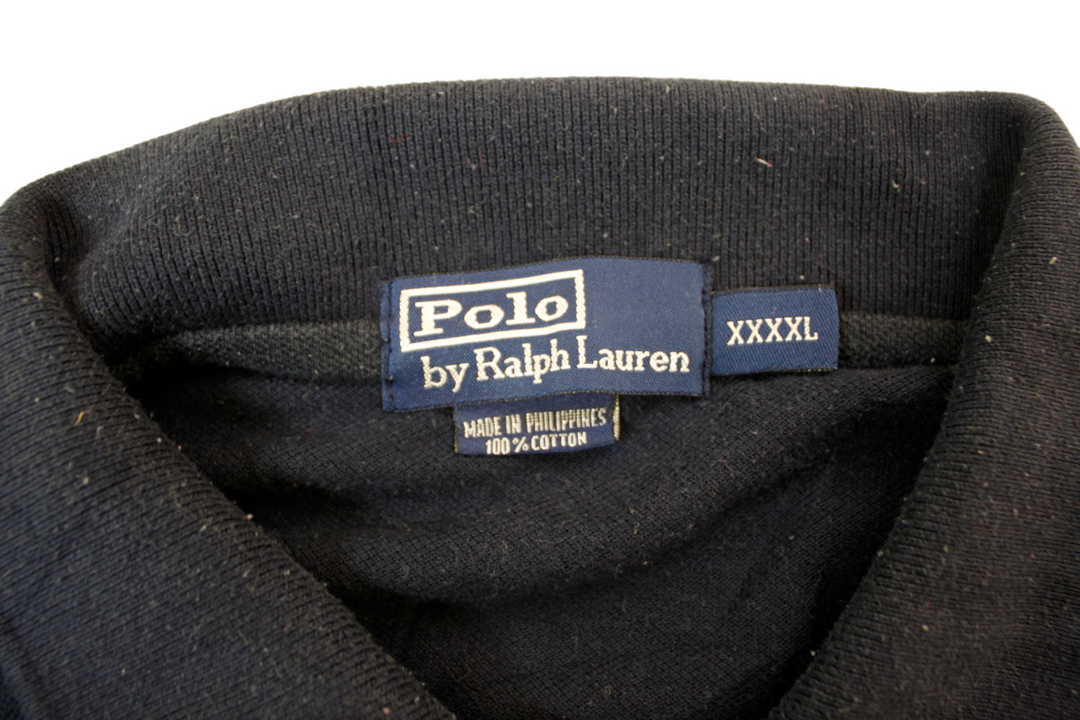 Polo
by Ralph Lauren
XXXXL
MADE IN PHILIPPINES
100% COTTON